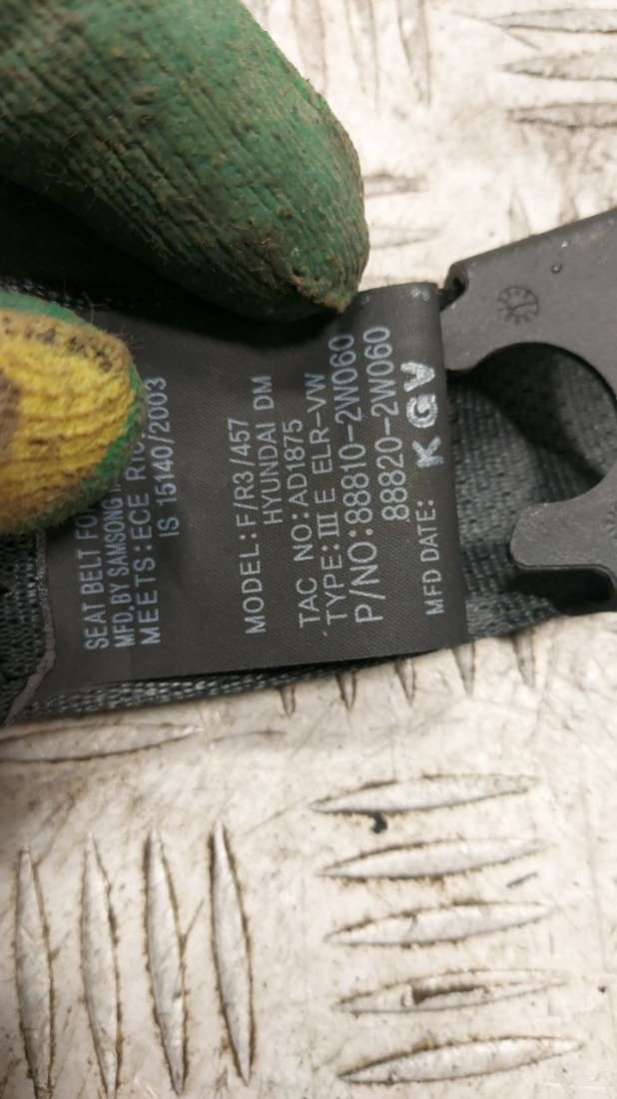 SEAT BELT FO
MFD.BY SAMSONG
MEETS:ECE R16
IS 15140/2003
MODEL:F/R3/457
HYUNDAI DM
TAC NO:AD1875
TYPE:III E ELR-VW
P/NO:88810-2W060
88820-2W060
MFD DATE: KGV